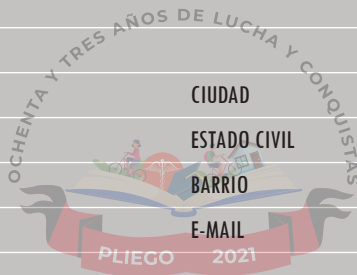 OCHENTA Y TRES AÑOS DE LUCHA Y CONQUISTAS
CIUDAD
ESTADO CIVIL
BARRIO
E-MAIL
PLIEGO 2021